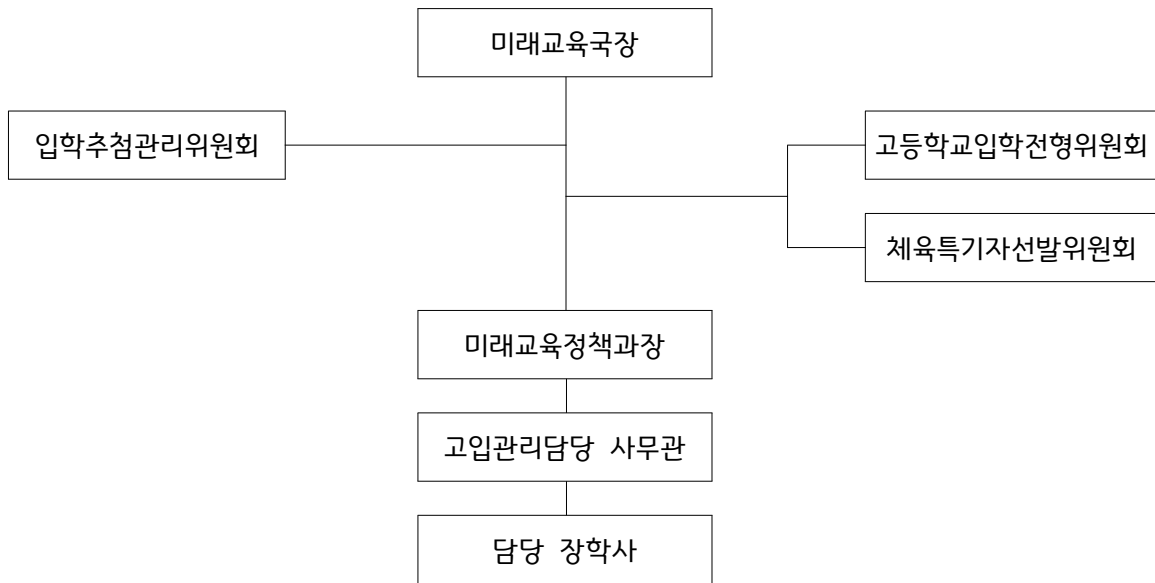 미래교육국장
입학추첨관리위원회
고등학교입학전형위원회
체육특기자선발위원회
미래교육정책과장
고입관리담당 사무관
담당 장학사